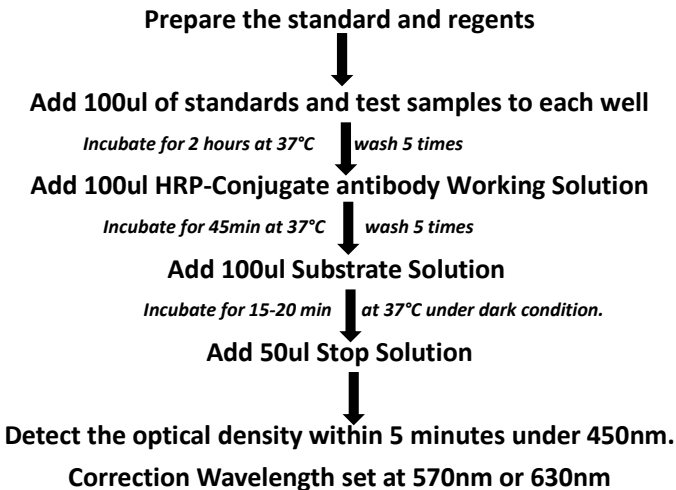 Prepare the standard and regents
Add 100ul of standards and test samples to each well
Incubate for 2 hours at 37°C wash 5 times
Add 100ul HRP-Conjugate antibody Working Solution
Incubate for 45min at 37°C wash 5 times
Add 100ul Substrate Solution
Incubate for 15-20 min at 37°C under dark condition.
Add 50ul Stop Solution
Detect the optical density within 5 minutes under 450nm.
Correction Wavelength set at 570nm or 630nm